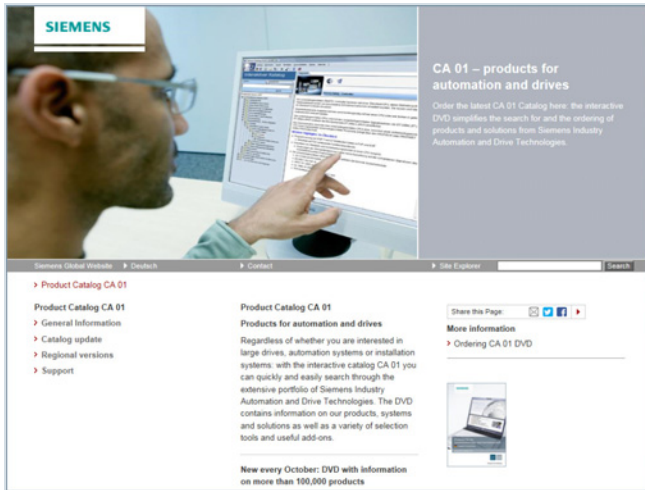 SIEMENS
CA 01 – products for
automation and drives
Order the latest CA 01 Catalog here: the interactive
DVD simplifies the search for and the ordering of
products and solutions from Siemens Industry
Automation and Drive Technologies.
Siemens Global Website
Deutsch
Contact
Site Explorer
Search
Product Catalog CA 01
Product Catalog CA 01
General Information
Catalog update
Regional versions
Support
Product Catalog CA 01
Products for automation and drives
Regardless of whether you are interested in
large drives, automation systems or installation
systems: with the interactive catalog CA 01 you
can quickly and easily search through the
extensive portfolio of Siemens Industry
Automation and Drive Technologies. The DVD
contains information on our products, systems
and solutions as well as a variety of selection
tools and useful add-ons.
New every October: DVD with information
on more than 100,000 products
Share this Page:
More information
Ordering CA 01 DVD